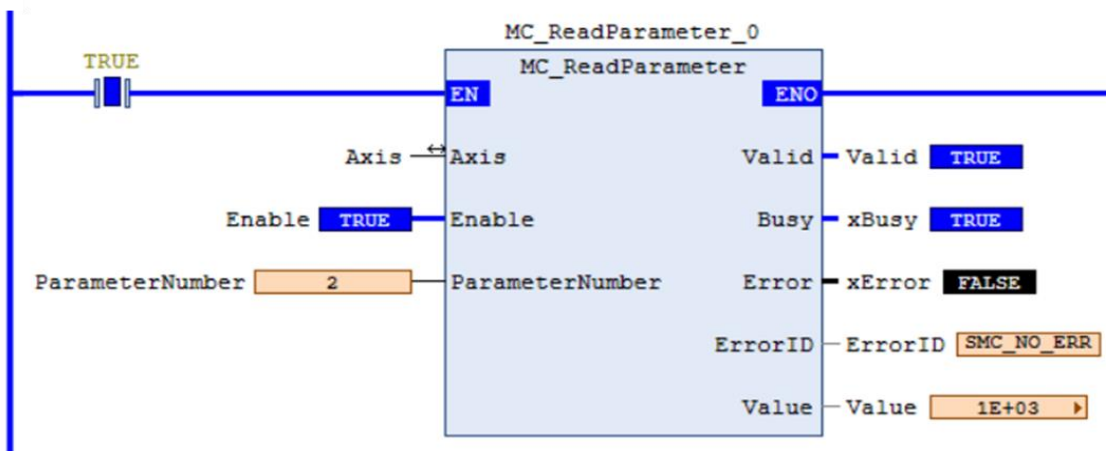 MC_ReadParameter_0
TRUE
MC_ReadParameter
EN ENO
Axis Axis Valid Valid TRUE
Enable TRUE Enable Busy xBusy TRUE
ParameterNumber 2 ParameterNumber Error xError FALSE
ErrorID ErrorID SMC_NO_ERR
Value Value 1E+03